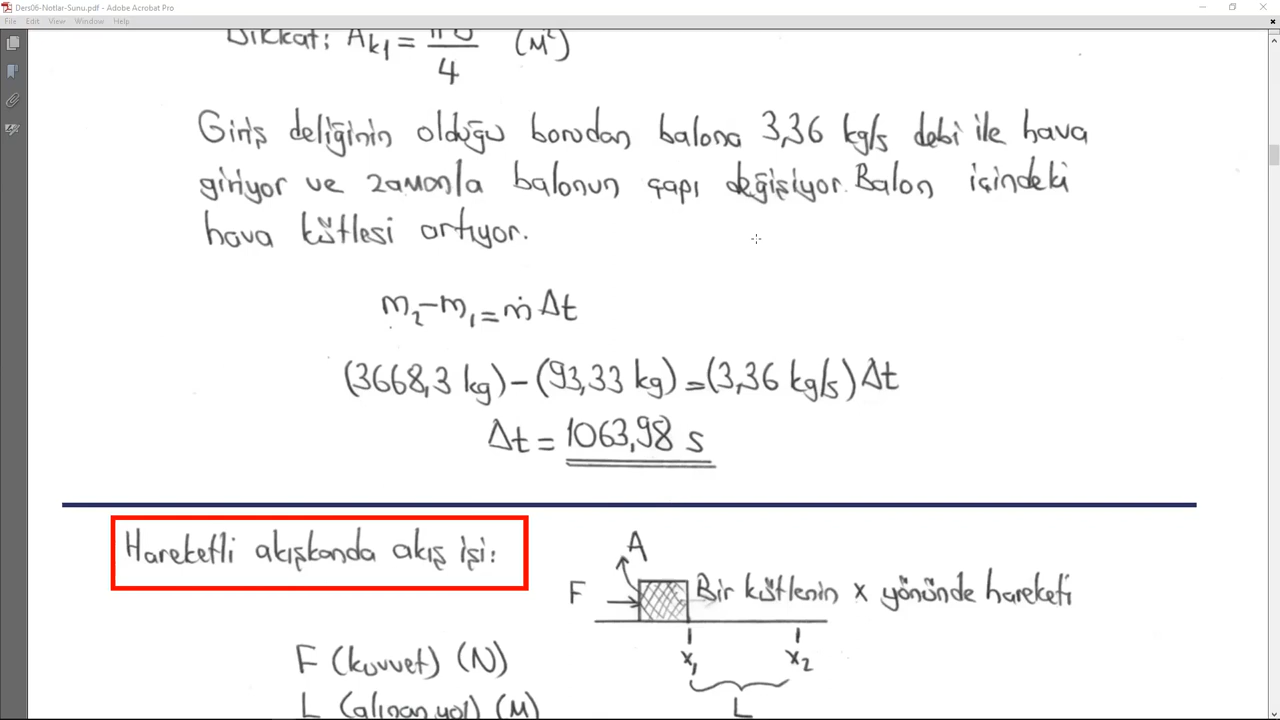 Ders06-Notlar-Sunu.pdf - Adobe Acrobat Pro
File Edit View Window Help
Dikkat: Ak1 = πD / 4 (m²)
Giriş deliğinin olduğu borudan balona 3,36 kg/s debi ile hava
giriyor ve zamanla balonun çapı değişiyor. Balon içindeki
hava kütlesi artıyor.
m₂-m₁=ṁ Δt
(3668,3 kg)-(93,33 kg)=(3,36 kg/s)Δt
Δt = 1063,98 s
Hareketli akışkanda akış işi:
A
F
Bir kütlenin x yönünde hareketi
x₁ x₂
F (kuvvet) (N)
L (alınan yol) (m)
L